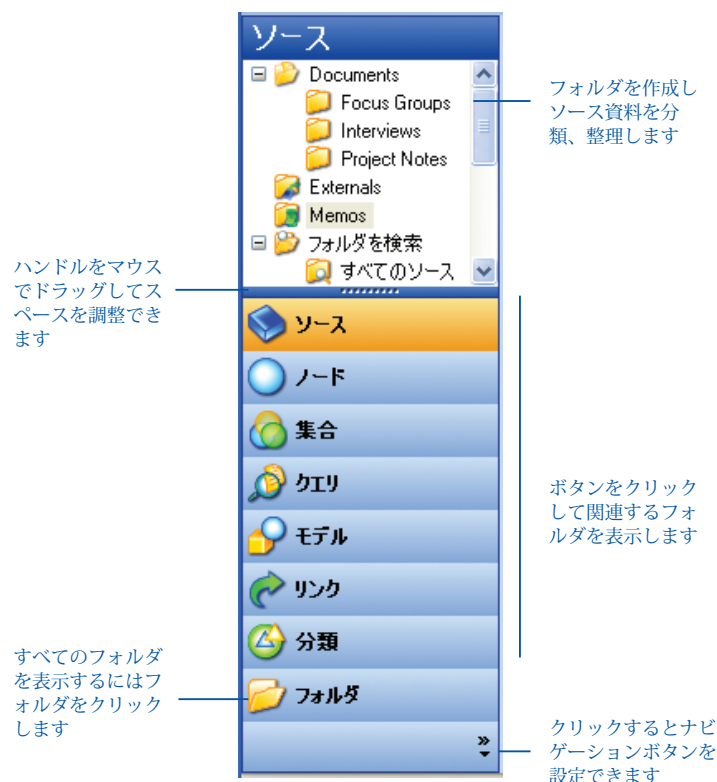 ソース
Documents
Focus Groups
Interviews
Project Notes
Externals
Memos
フォルダを検索
すべてのソース
フォルダを作成し
ソース資料を分
類、整理します
ハンドルをマウス
でドラッグしてス
ペースを調整でき
ます
ソース
ノード
集合
クエリ
モデル
リンク
分類
フォルダ
ボタンをクリック
して関連するフォ
ルダを表示します
すべてのフォルダ
を表示するにはフ
ォルダをクリック
します
クリックするとナビ
ゲーションボタンを
設定できます